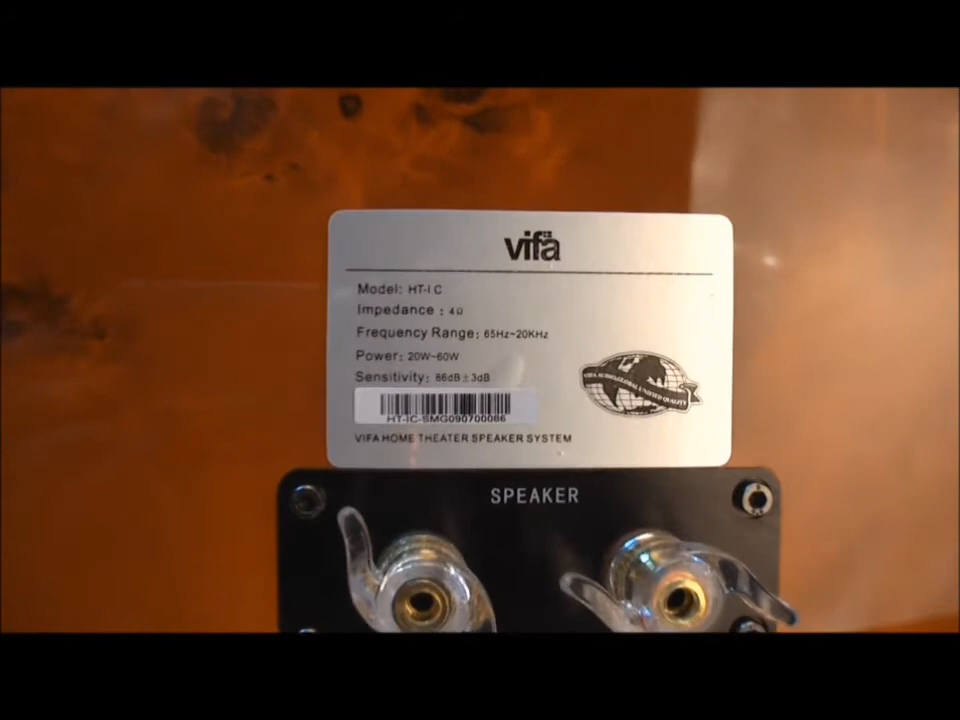 vifa
Model: HT-I C
Impedance : 4Ω
Frequency Range: 65Hz~20KHz
Power: 20W~60W
Sensitivity: 86dB±3dB
HT-IC-SMG090700086
VIFA HOME THEATER SPEAKER SYSTEM
SPEAKER